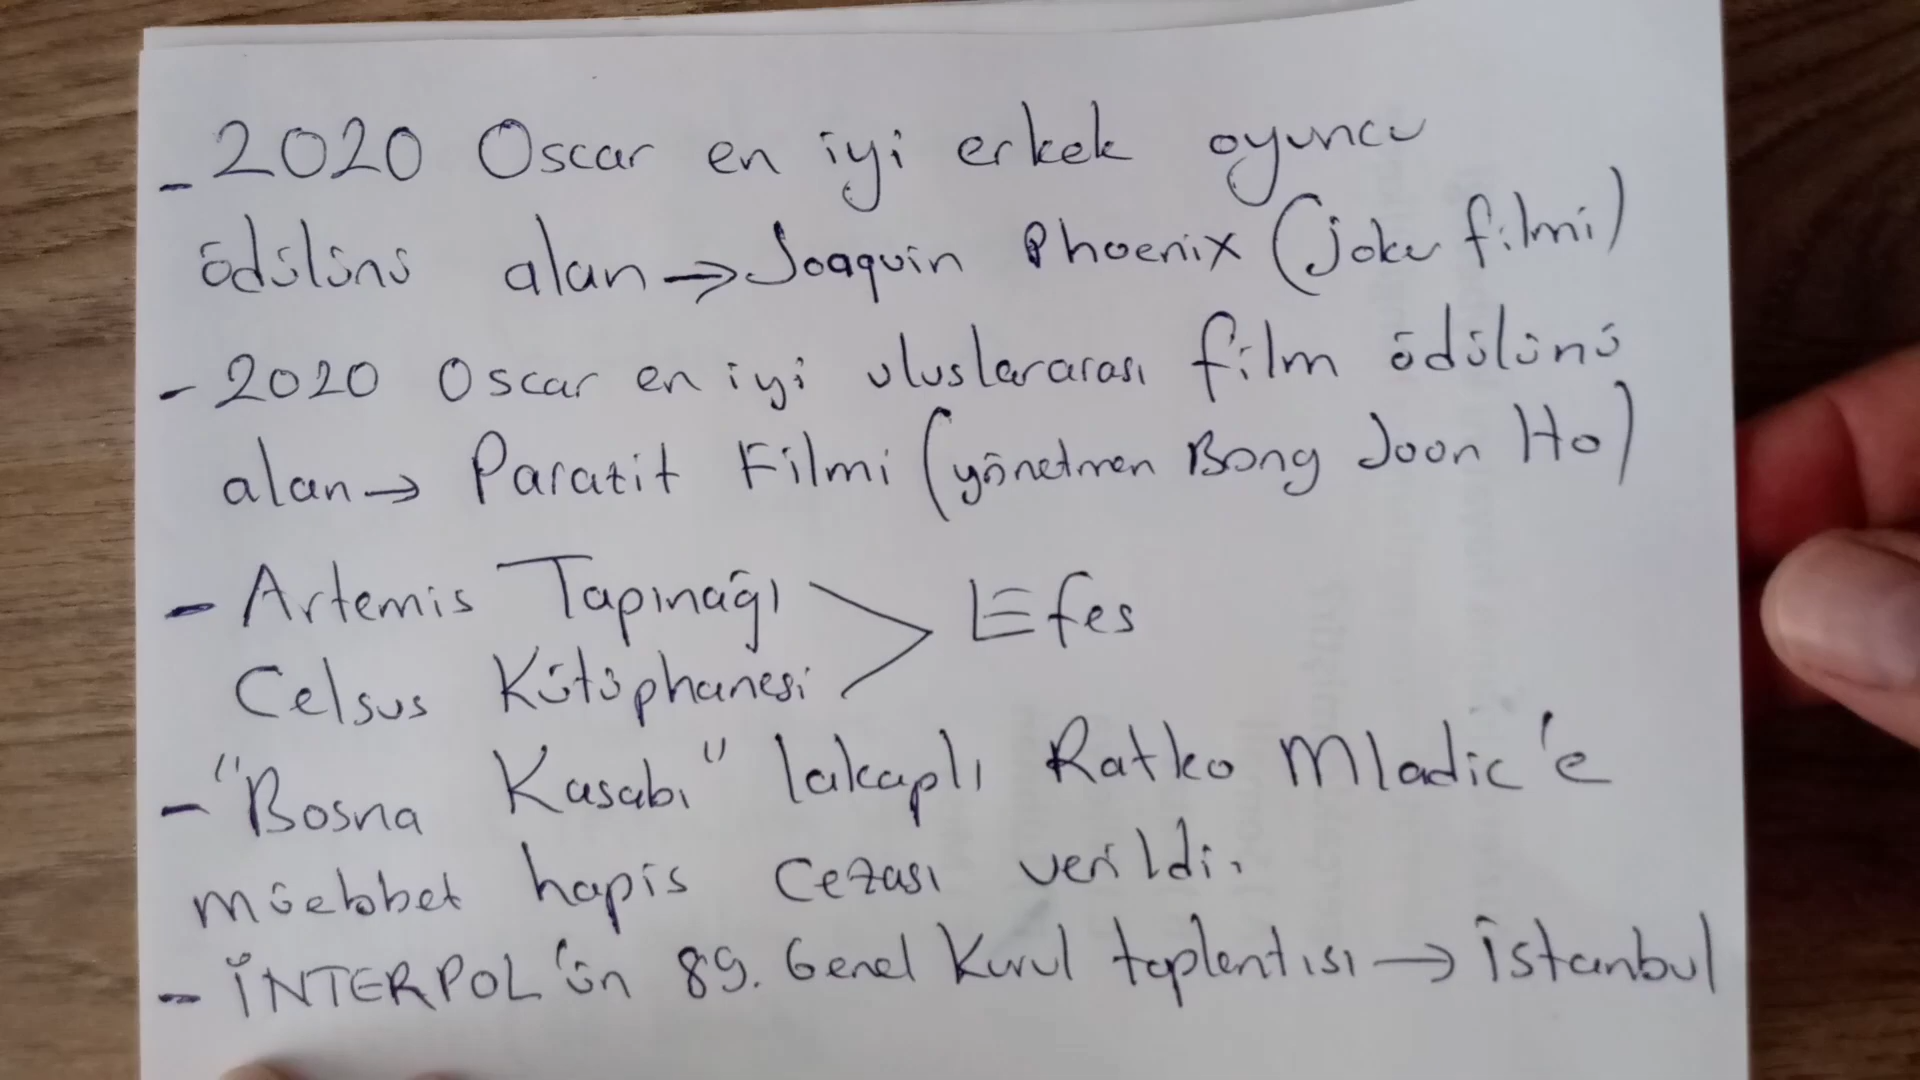 - 2020 Oscar en iyi erkek oyuncu
ödülünü alan → Joaquin Phoenix (joker filmi)
- 2020 Oscar en iyi uluslararası film ödülünü
alan → Parazit Filmi (yönetmen Bong Joon Ho)
- Artemis Tapınağı
Celsus Kütüphanesi > Efes
- "Bosna Kasabı" lakaplı Ratko Mladic'e
müebbet hapis cezası verildi.
- İNTERPOL'ün 89. Genel Kurul toplantısı → İstanbul